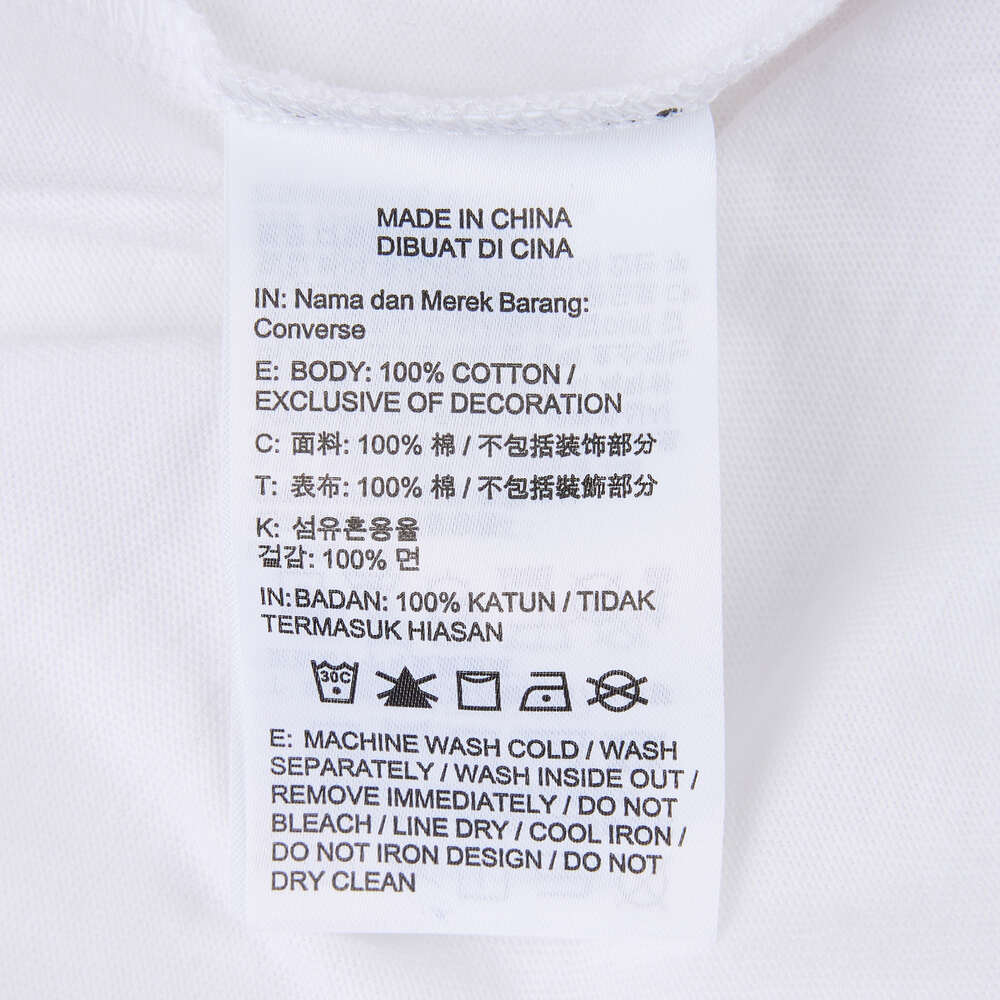 MADE IN CHINA
DIBUAT DI CINA
IN: Nama dan Merek Barang:
Converse
E: BODY: 100% COTTON /
EXCLUSIVE OF DECORATION
C: 面料: 100% 棉 / 不包括装饰部分
T: 表布: 100% 棉 / 不包括裝飾部分
K: 섬유혼용율
겉감: 100% 면
IN:BADAN: 100% KATUN / TIDAK
TERMASUK HIASAN
30C
E: MACHINE WASH COLD / WASH
SEPARATELY / WASH INSIDE OUT /
REMOVE IMMEDIATELY / DO NOT
BLEACH / LINE DRY / COOL IRON /
DO NOT IRON DESIGN / DO NOT
DRY CLEAN